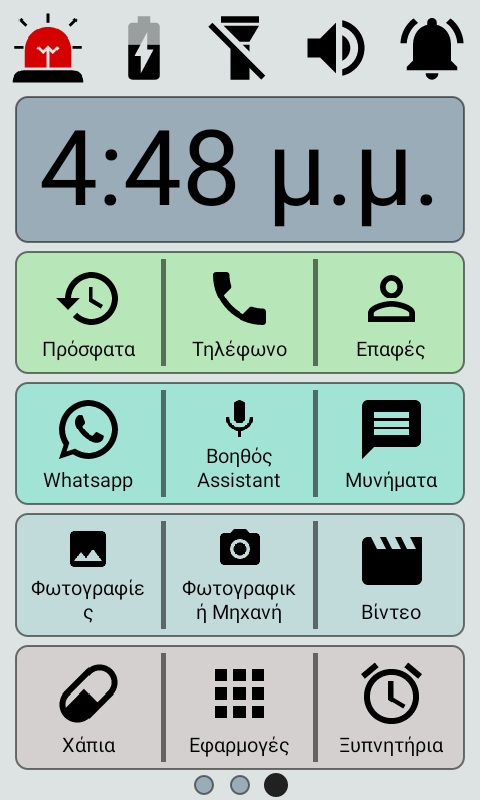 4:48 μ.μ.
Πρόσφατα Τηλέφωνο Επαφές
Whatsapp
Βοηθός
Assistant
Μυνήματα
Φωτογραφίε
ς
Φωτογραφικ
ή Μηχανή
Βίντεο
Χάπια Εφαρμογές Ξυπνητήρια